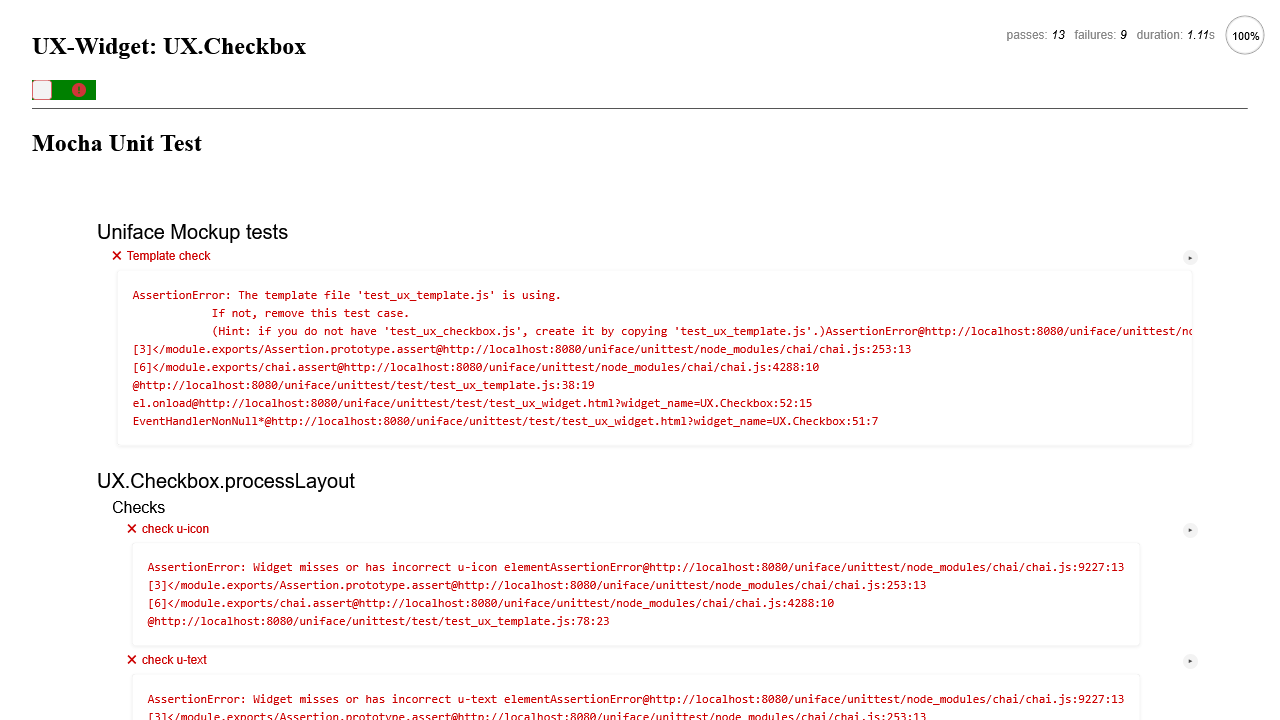 UX-Widget: UX.Checkbox
passes: 13 failures: 9 duration: 1.11s 100%
Mocha Unit Test
Uniface Mockup tests
✕ Template check
AssertionError: The template file 'test_ux_template.js' is using.
If not, remove this test case.
(Hint: if you do not have 'test_ux_checkbox.js', create it by copying 'test_ux_template.js'.)AssertionError@http://localhost:8080/uniface/unittest/
[3]</module.exports/Assertion.prototype.assert@http://localhost:8080/uniface/unittest/node_modules/chai/chai.js:253:13
[6]</module.exports/chai.assert@http://localhost:8080/uniface/unittest/node_modules/chai/chai.js:4288:10
@http://localhost:8080/uniface/unittest/test/test_ux_template.js:38:19
el.onload@http://localhost:8080/uniface/unittest/test/test_ux_widget.html?widget_name=UX.Checkbox:52:15
EventHandlerNonNull*@http://localhost:8080/uniface/unittest/test/test_ux_widget.html?widget_name=UX.Checkbox:51:7
UX.Checkbox.processLayout
Checks
✕ check u-icon
AssertionError: Widget misses or has incorrect u-icon elementAssertionError@http://localhost:8080/uniface/unittest/node_modules/chai/chai.js:9227:13
[3]</module.exports/Assertion.prototype.assert@http://localhost:8080/uniface/unittest/node_modules/chai/chai.js:253:13
[6]</module.exports/chai.assert@http://localhost:8080/uniface/unittest/node_modules/chai/chai.js:4288:10
@http://localhost:8080/uniface/unittest/test/test_ux_template.js:78:23
✕ check u-text
AssertionError: Widget misses or has incorrect u-text elementAssertionError@http://localhost:8080/uniface/unittest/node_modules/chai/chai.js:9227:13
[3]</module.exports/Assertion.prototype.assert@http://localhost:8080/uniface/unittest/node_modules/chai/chai.js:253:13